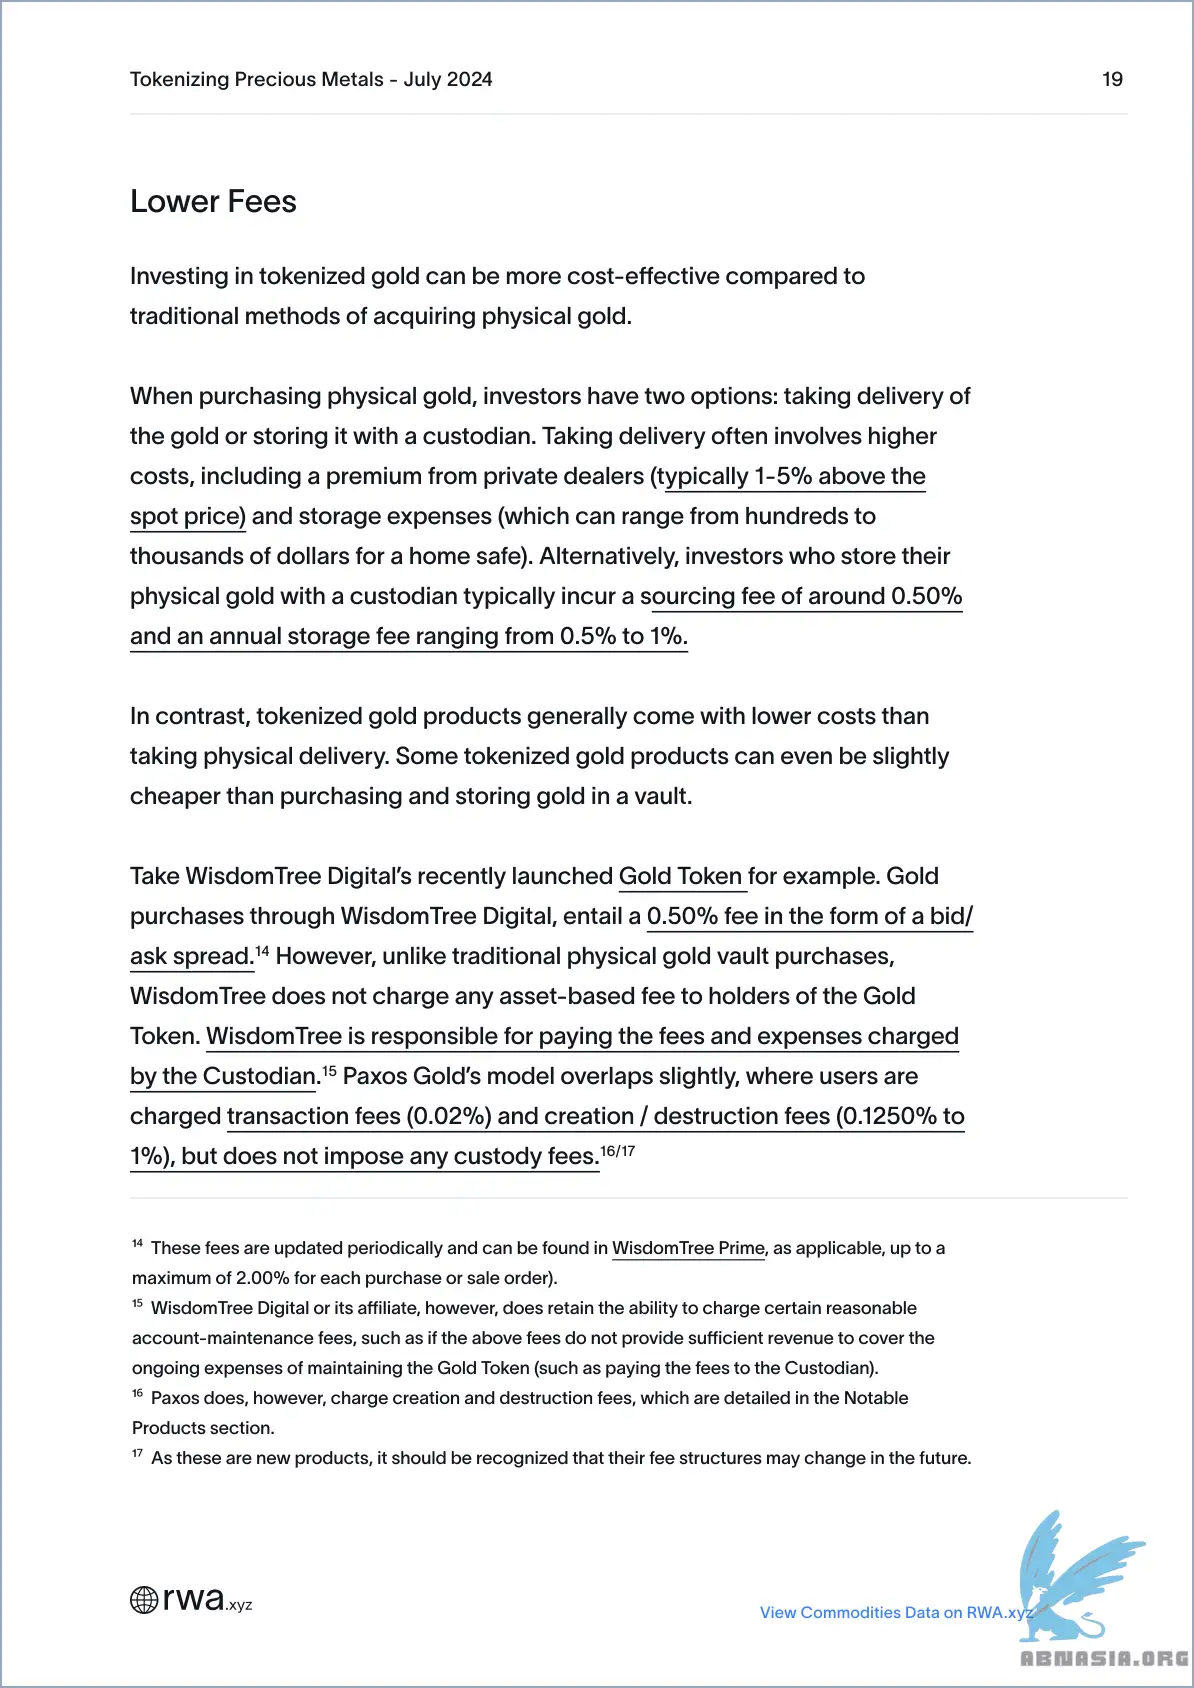 Tokenizing Precious Metals - July 2024 19
Lower Fees
Investing in tokenized gold can be more cost-effective compared to
traditional methods of acquiring physical gold.
When purchasing physical gold, investors have two options: taking delivery of
the gold or storing it with a custodian. Taking delivery often involves higher
costs, including a premium from private dealers (typically 1-5% above the
spot price) and storage expenses (which can range from hundreds to
thousands of dollars for a home safe). Alternatively, investors who store their
physical gold with a custodian typically incur a sourcing fee of around 0.50%
and an annual storage fee ranging from 0.5% to 1%.
In contrast, tokenized gold products generally come with lower costs than
taking physical delivery. Some tokenized gold products can even be slightly
cheaper than purchasing and storing gold in a vault.
Take WisdomTree Digital’s recently launched Gold Token for example. Gold
purchases through WisdomTree Digital, entail a 0.50% fee in the form of a bid/
ask spread.¹⁴ However, unlike traditional physical gold vault purchases,
WisdomTree does not charge any asset-based fee to holders of the Gold
Token. WisdomTree is responsible for paying the fees and expenses charged
by the Custodian.¹⁵ Paxos Gold’s model overlaps slightly, where users are
charged transaction fees (0.02%) and creation / destruction fees (0.1250% to
1%), but does not impose any custody fees.¹⁶/¹⁷
¹⁴ These fees are updated periodically and can be found in WisdomTree Prime, as applicable, up to a
maximum of 2.00% for each purchase or sale order).
¹⁵ WisdomTree Digital or its affiliate, however, does retain the ability to charge certain reasonable
account-maintenance fees, such as if the above fees do not provide sufficient revenue to cover the
ongoing expenses of maintaining the Gold Token (such as paying the fees to the Custodian).
¹⁶ Paxos does, however, charge creation and destruction fees, which are detailed in the Notable
Products section.
¹⁷ As these are new products, it should be recognized that their fee structures may change in the future.
rwa.xyz
View Commodities Data on RWA.xyz
ABNASIA.ORG